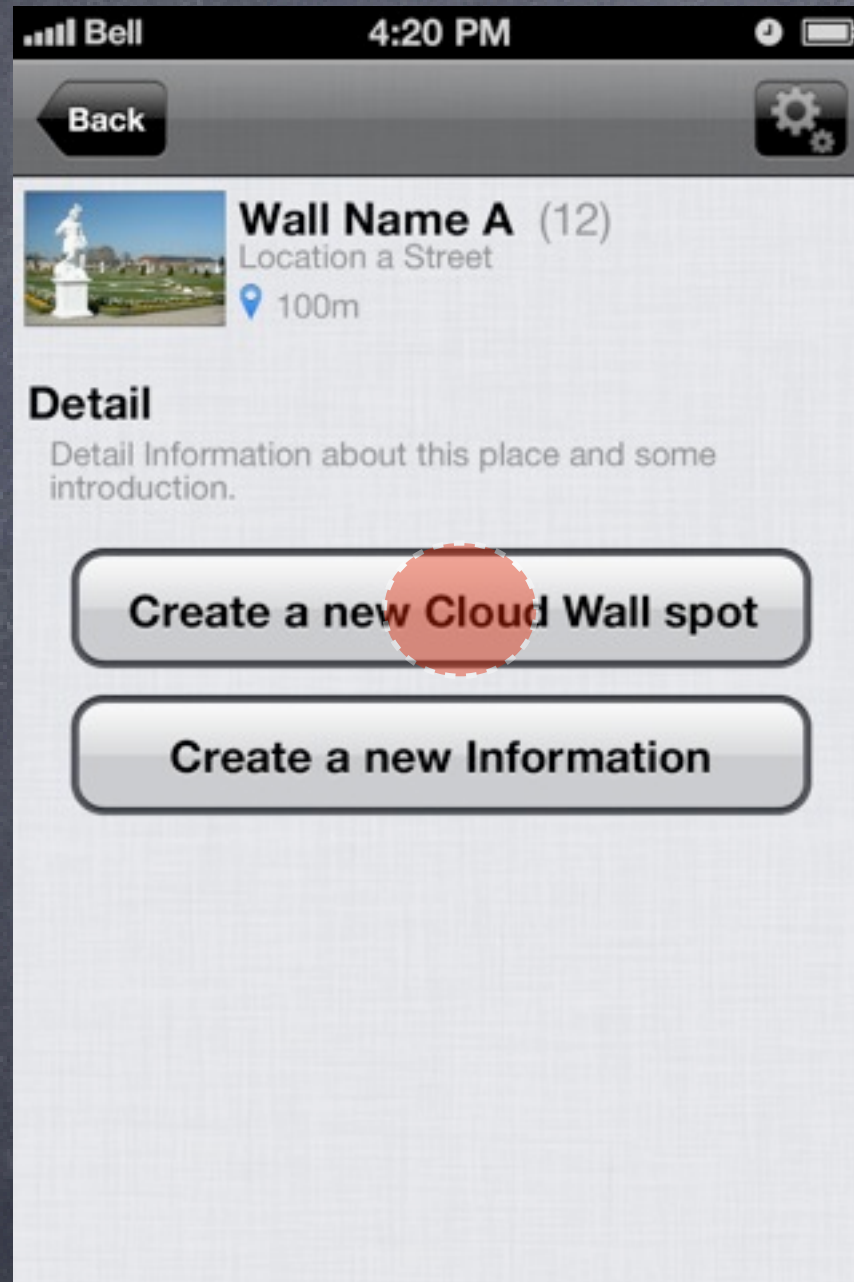 Bell 4:20 PM
Back
Wall Name A (12)
Location a Street
100m
Detail
Detail Information about this place and some
introduction.
Create a new Cloud Wall spot
Create a new Information